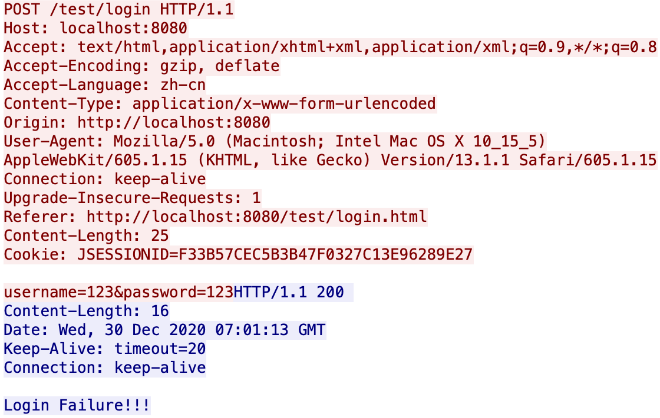 POST /test/login HTTP/1.1
Host: localhost:8080
Accept: text/html,application/xhtml+xml,application/xml;q=0.9,*/*;q=0.8
Accept-Encoding: gzip, deflate
Accept-Language: zh-cn
Content-Type: application/x-www-form-urlencoded
Origin: http://localhost:8080
User-Agent: Mozilla/5.0 (Macintosh; Intel Mac OS X 10_15_5)
AppleWebKit/605.1.15 (KHTML, like Gecko) Version/13.1.1 Safari/605.1.15
Connection: keep-alive
Upgrade-Insecure-Requests: 1
Referer: http://localhost:8080/test/login.html
Content-Length: 25
Cookie: JSESSIONID=F33B57CEC5B3B47F0327C13E96289E27

username=123&password=123HTTP/1.1 200
Content-Length: 16
Date: Wed, 30 Dec 2020 07:01:13 GMT
Keep-Alive: timeout=20
Connection: keep-alive

Login Failure!!!